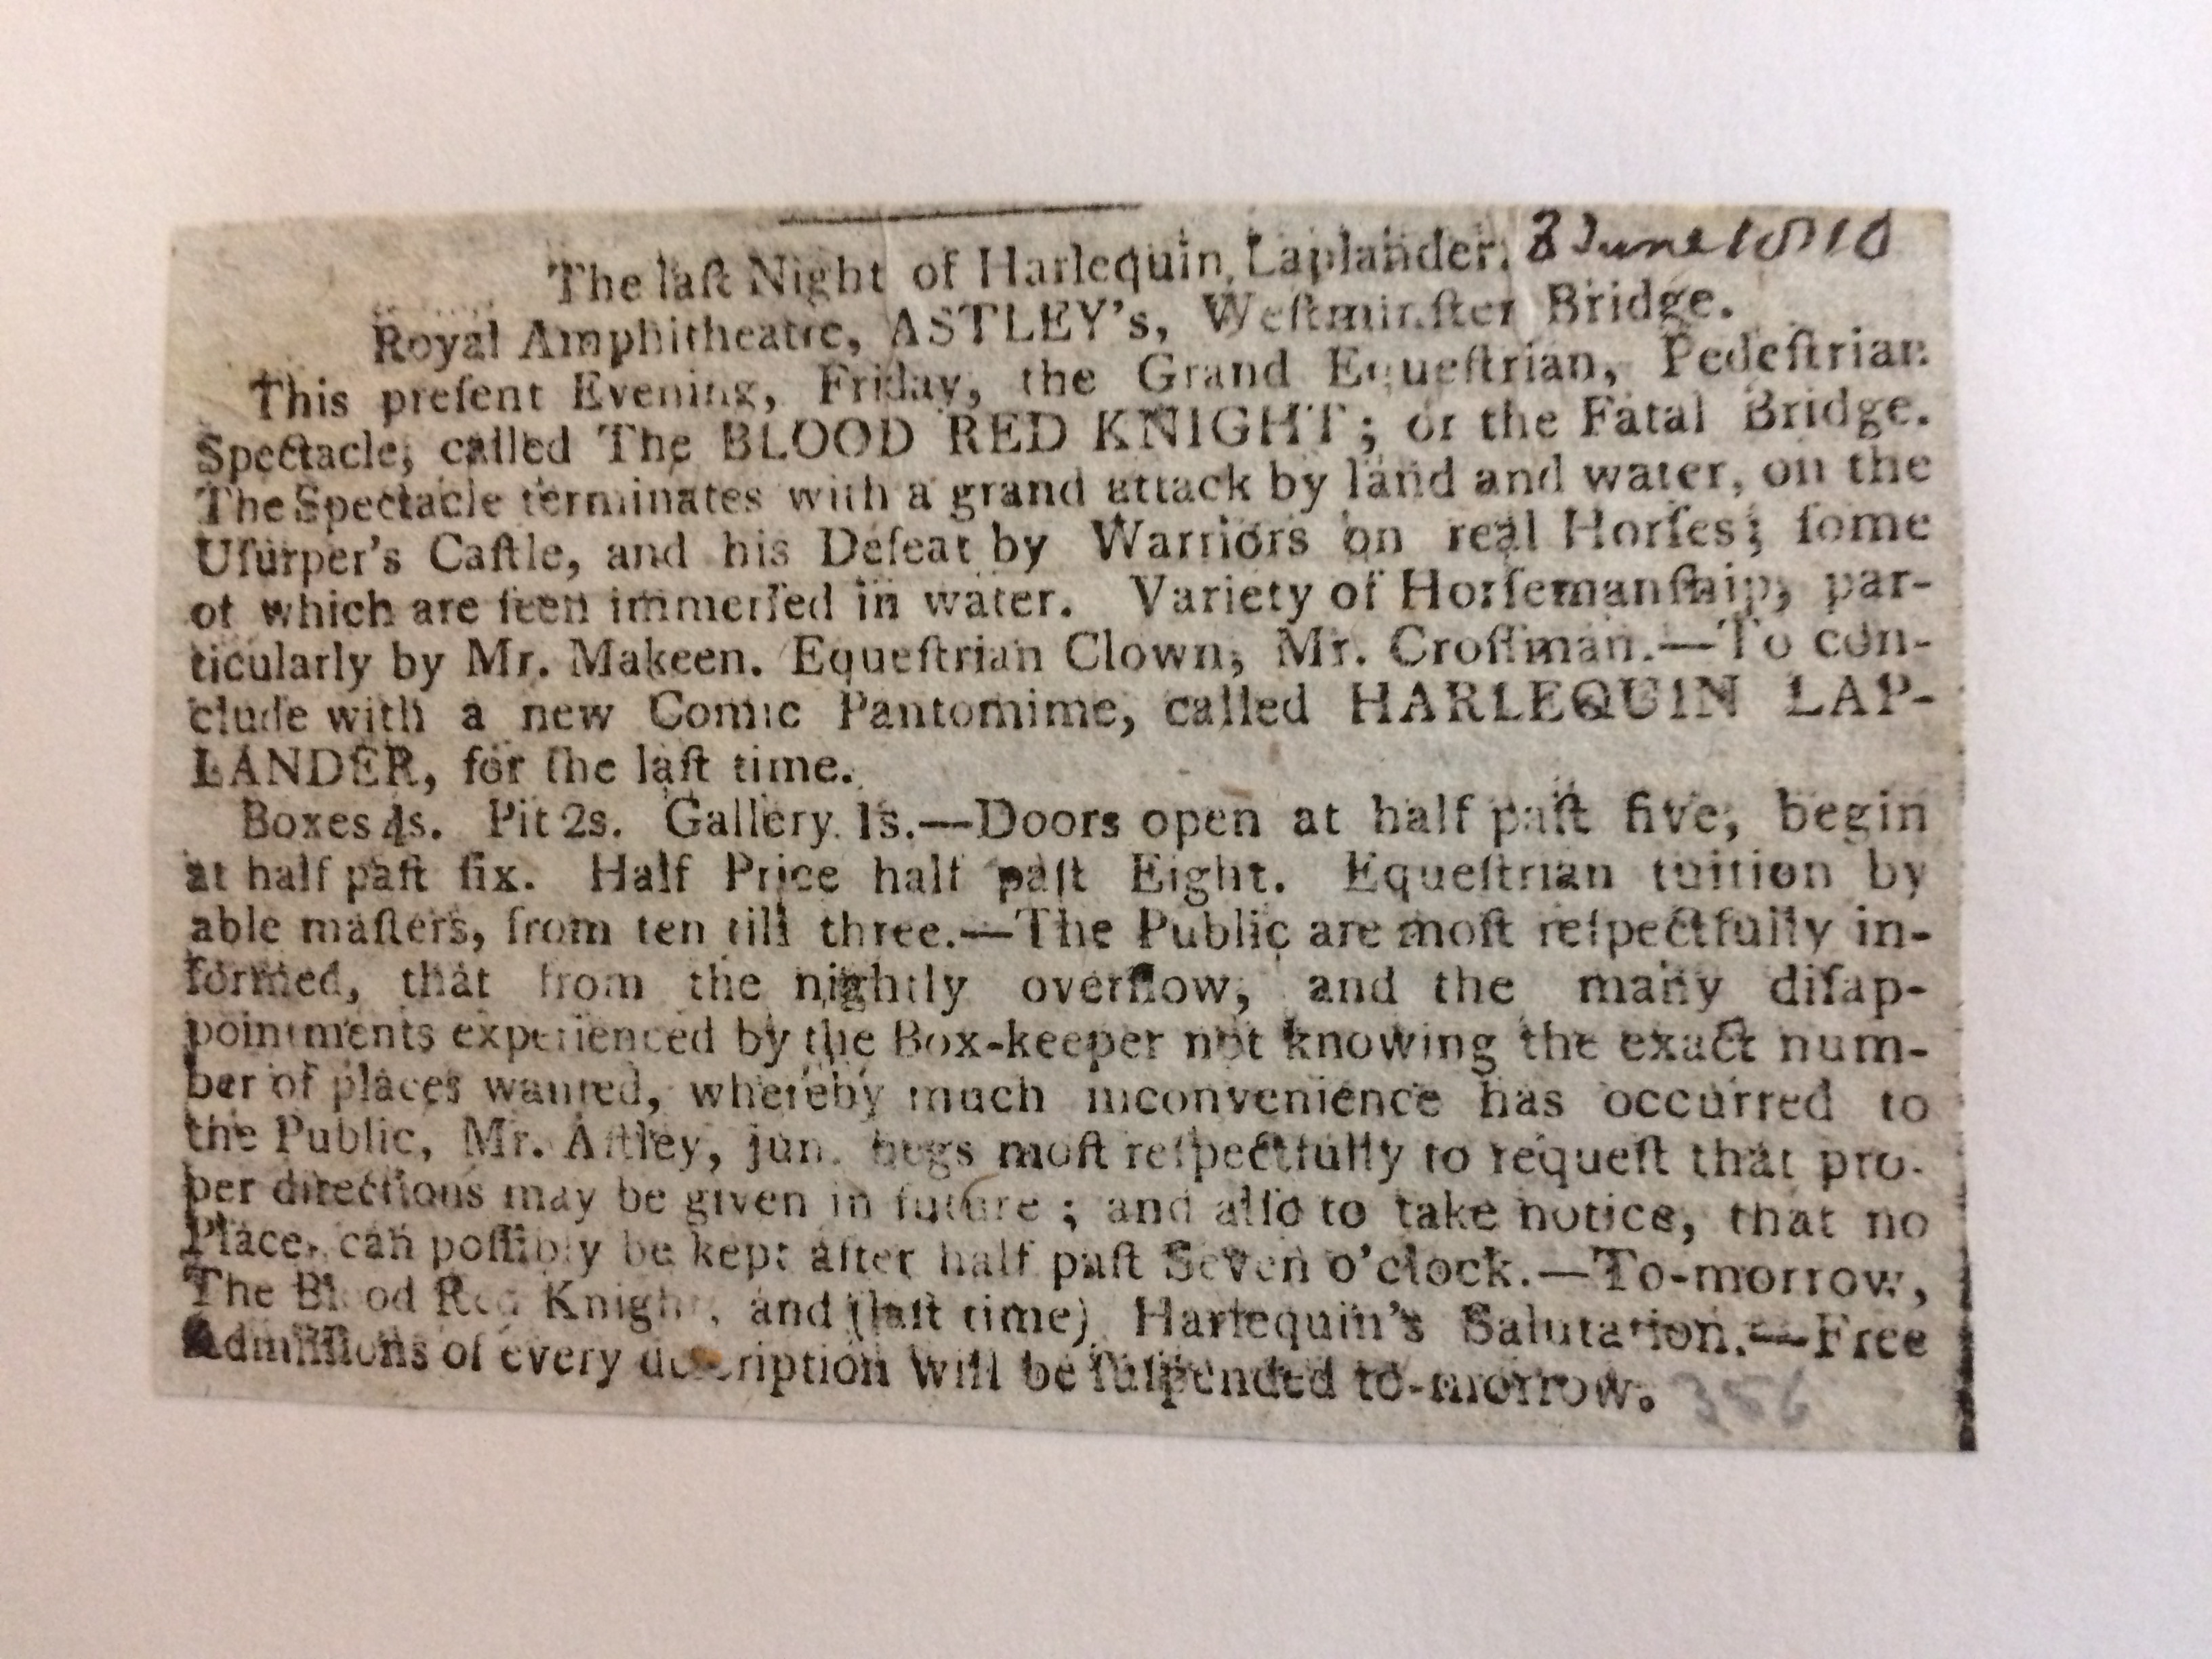 The laſt Night of Harlequin Laplander. 8 June 1810
Royal Amphitheatre, ASTLEY's, Weſtminſter Bridge.
This preſent Evening, Friday, the Grand Equeſtrian, Pedeſtrian
Spectacle, called The BLOOD RED KNIGHT; or the Fatal Bridge.
The Spectacle terminates with a grand attack by land and water, on the
Uſurper's Caſtle, and his Defeat by Warriors on real Horſes; ſome
of which are ſeen immerſed in water. Variety of Horſemanſhip, par-
ticularly by Mr. Makeen. Equeſtrian Clown, Mr. Croſſman.—To con-
clude with a new Comic Pantomime, called HARLEQUIN LAP-
LANDER, for the laſt time.
Boxes 4s. Pit 2s. Gallery 1s.—Doors open at half paſt five, begin
at half paſt ſix. Half Price half paſt Eight. Equeſtrian tuition by
able maſters, from ten till three.—The Public are moſt reſpectfully in-
formed, that from the nightly overflow, and the many diſap-
pointments experienced by the Box-keeper not knowing the exact num-
ber of places wanted, whereby much inconvenience has occurred to
the Public, Mr. Aſtley, jun. begs moſt reſpectfully to requeſt that pro-
per directions may be given in future; and alſo to take notice, that no
Places can poſſibly be kept after half paſt Seven o'clock.—To-morrow,
The Blood Red Knight, and (laſt time) Harlequin's Salutation.—Free
Admiſſions of every deſcription will be ſuſpended to-morrow. 356